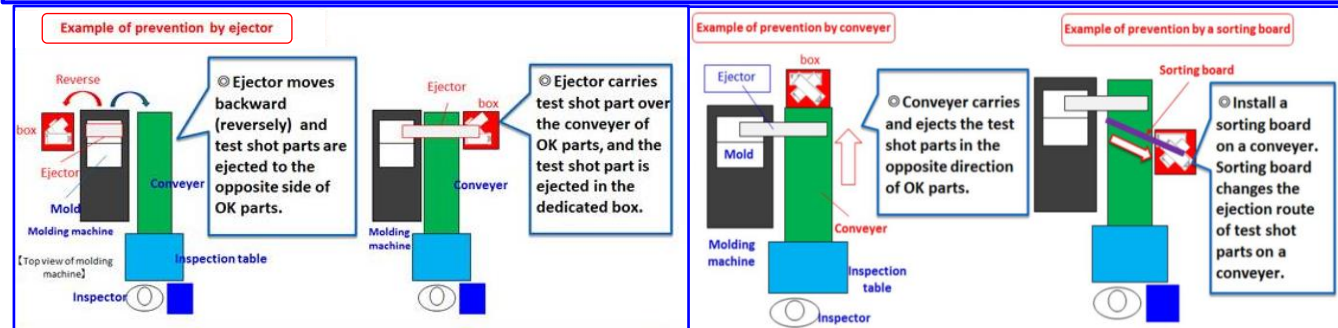 Example of prevention by ejector
Reverse
box
Ejector
Mold
Molding machine
【Top view of molding
machine】
Conveyer
Inspection table
Inspector
◎ Ejector moves
backward
(reversely) and
test shot parts are
ejected to the
opposite side of
OK parts.
Ejector
box
Conveyer
Molding
machine
◎ Ejector carries
test shot part over
the conveyer of
OK parts, and the
test shot part is
ejected in the
dedicated box.
Example of prevention by conveyer
box
Ejector
Mold
Molding
machine
Conveyer
Inspection
table
Inspector
◎ Conveyer carries
and ejects the test
shot parts in the
opposite direction
of OK parts.
Example of prevention by a sorting board
Sorting board
◎ Install a
sorting board
on a conveyer.
Sorting board
changes the
ejection route
of test shot
parts on a
conveyer.